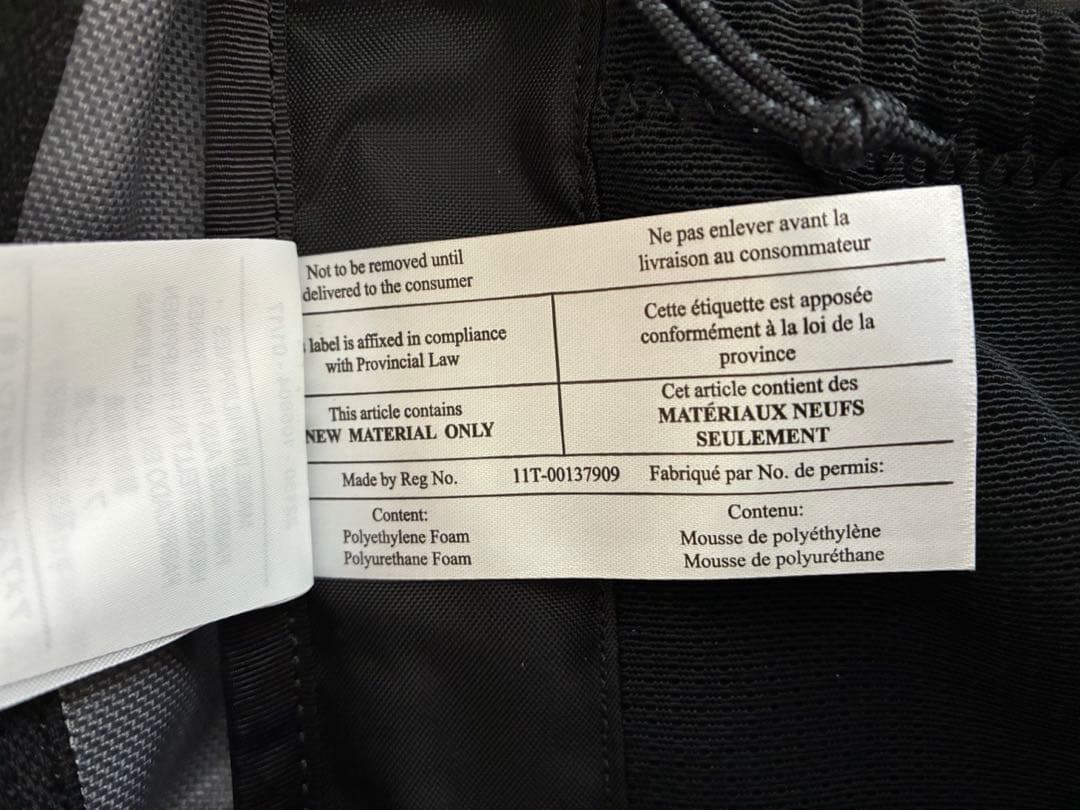 Not to be removed until
delivered to the consumer
Ne pas enlever avant la
livraison au consommateur
label is affixed in compliance
with Provincial Law
Cette étiquette est apposée
conformément à la loi de la
province
This article contains
NEW MATERIAL ONLY
Cet article contient des
MATÉRIAUX NEUFS
SEULEMENT
Made by Reg No. 11T-00137909 Fabriqué par No. de permis:
Content:
Polyethylene Foam
Polyurethane Foam
Contenu:
Mousse de polyéthylène
Mousse de polyuréthane